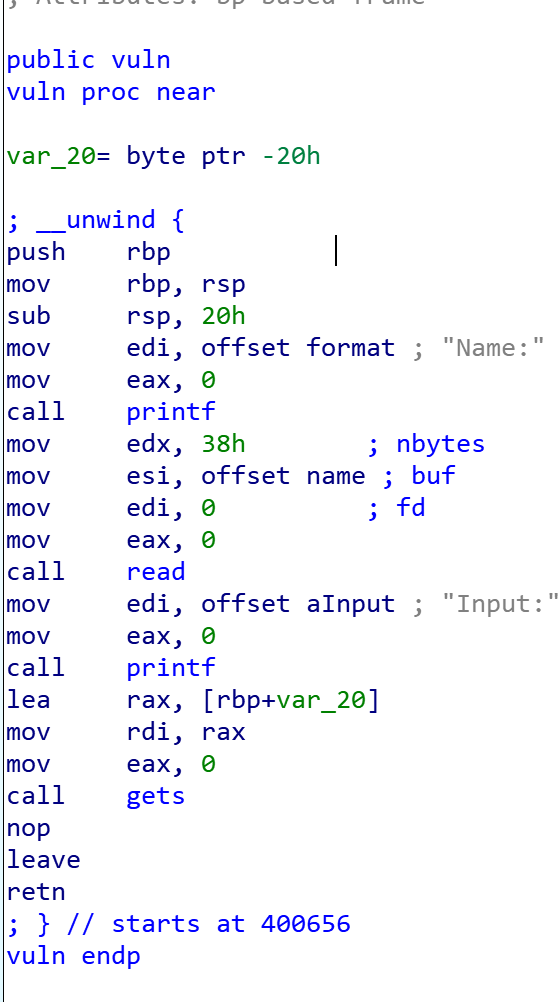 ; Attributes: bp-based frame
public vuln
vuln proc near
var_20= byte ptr -20h
; __unwind {
push    rbp
mov     rbp, rsp
sub     rsp, 20h
mov     edi, offset format ; "Name:"
mov     eax, 0
call    printf
mov     edx, 38h        ; nbytes
mov     esi, offset name ; buf
mov     edi, 0          ; fd
mov     eax, 0
call    read
mov     edi, offset aInput ; "Input:"
mov     eax, 0
call    printf
lea     rax, [rbp+var_20]
mov     rdi, rax
mov     eax, 0
call    gets
nop
leave
retn
; } // starts at 400656
vuln endp